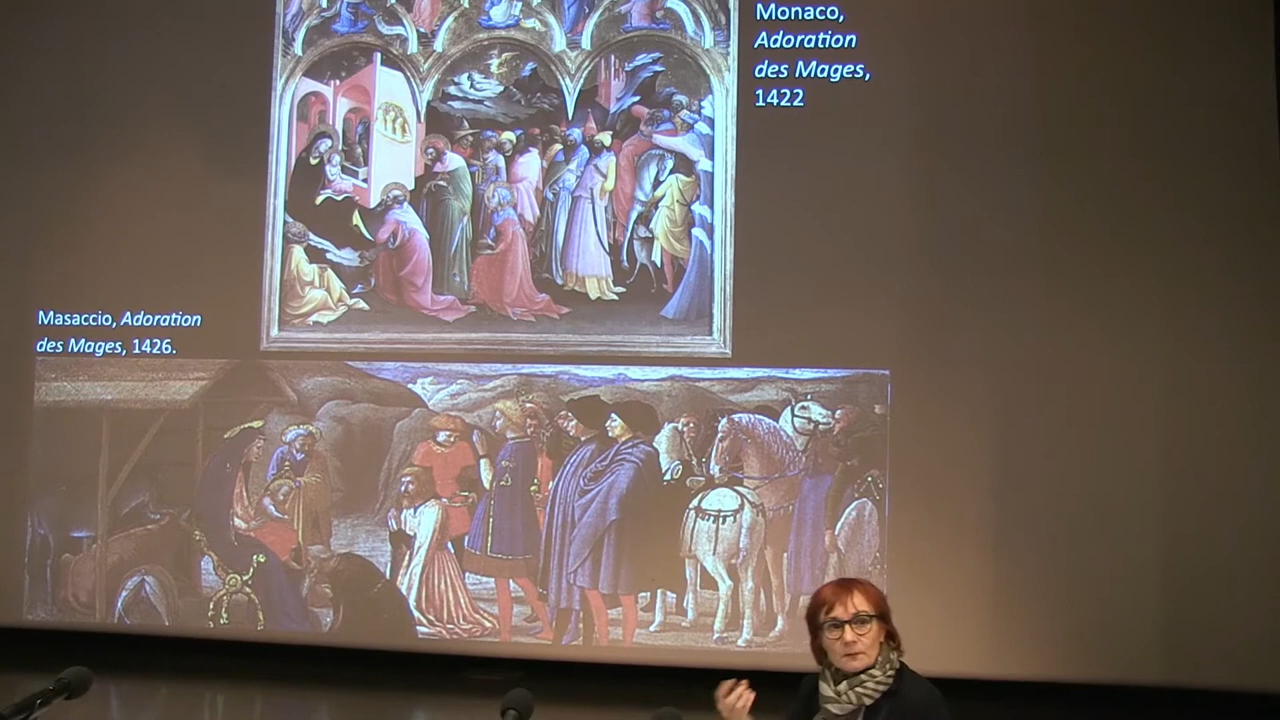 Monaco,
Adoration
des Mages,
1422
Masaccio, Adoration
des Mages, 1426.